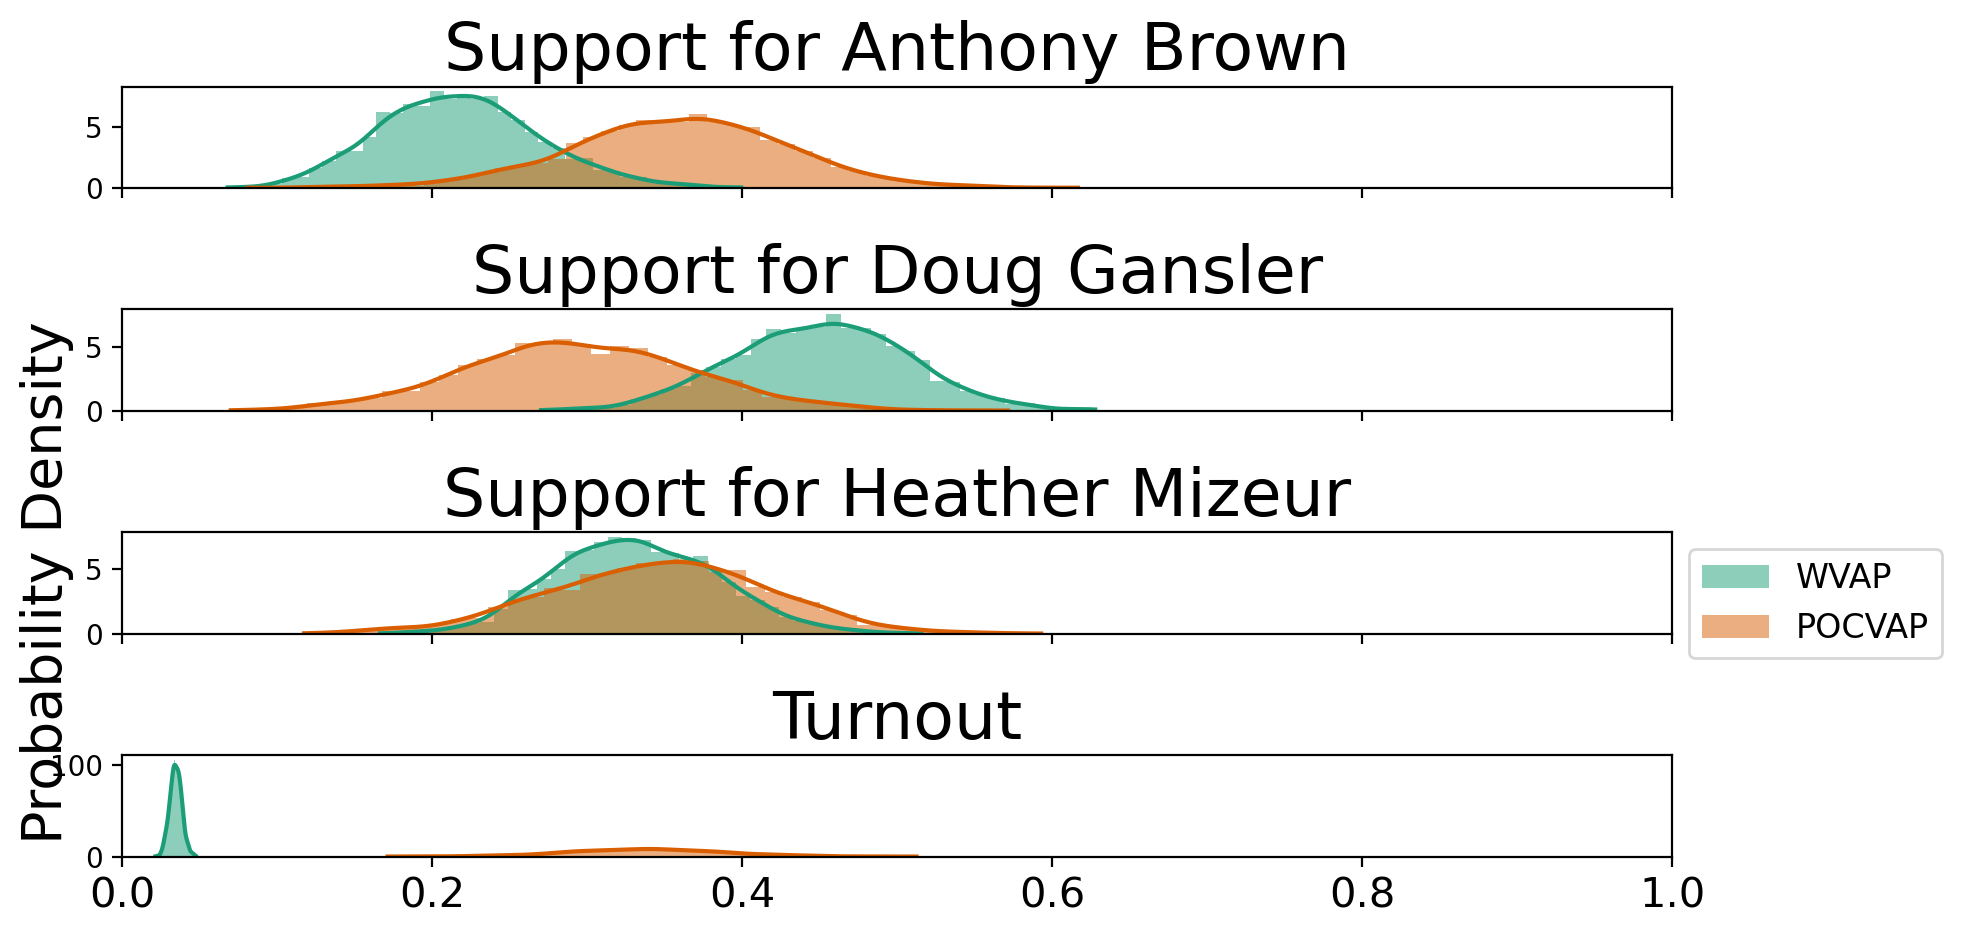 Support for Anthony Brown
5
0
Support for Doug Gansler
5
0
Probability Density
Support for Heather Mizeur
5
0
WVAP
POCVAP
Turnout
100
0
0.0 0.2 0.4 0.6 0.8 1.0